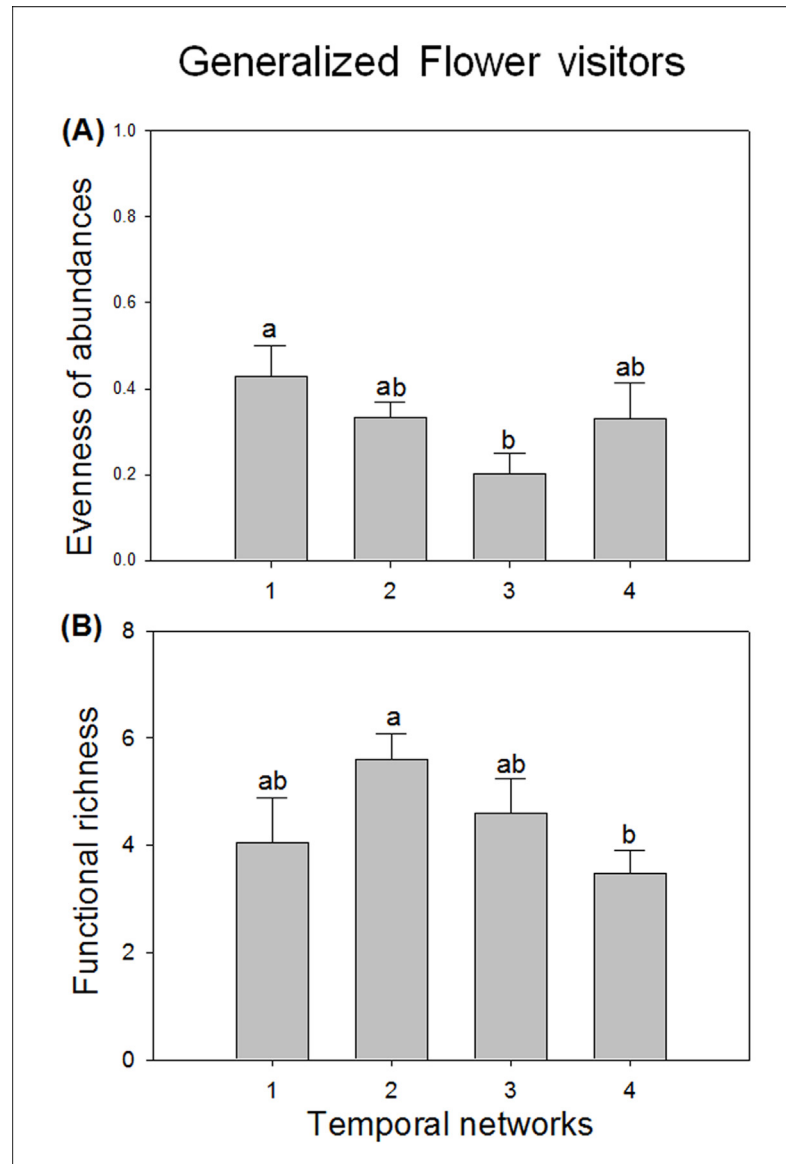 Generalized Flower visitors
(A)
Evenness of abundances
1.0
0.8
0.6
0.4
0.2
0.0
a
ab
b
ab
1 2 3 4
(B)
Functional richness
8
6
4
2
0
ab
a
ab
b
1 2 3 4
Temporal networks